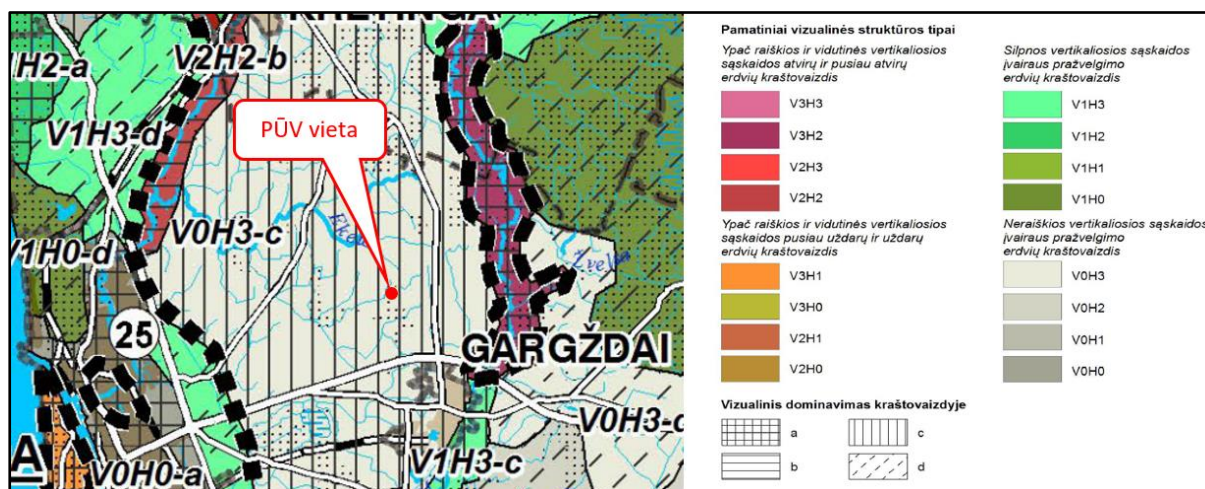 KRETINGA
V2H2-b
1H2-a
PŪV vieta
V1H3-d
V0H3-c
V1H0-d
25
GARGŽDAI
V0H3-d
V1H3-c
A
V0H0-a
Pamatiniai vizualinės struktūros tipai
Ypač raiškios ir vidutinės vertikaliosios
sąskaidos atvirų ir pusiau atvirų
erdvių kraštovaizdis
V3H3
V3H2
V2H3
V2H2
Ypač raiškios ir vidutinės vertikaliosios
sąskaidos pusiau uždarų ir uždarų
erdvių kraštovaizdis
V3H1
V3H0
V2H1
V2H0
Silpnos vertikaliosios sąskaidos
įvairaus pražvelgimo
erdvių kraštovaizdis
V1H3
V1H2
V1H1
V1H0
Neraiškios vertikaliosios sąskaidos
įvairaus pražvelgimo
erdvių kraštovaizdis
V0H3
V0H2
V0H1
V0H0
Vizualinis dominavimas kraštovaizdyje
a
b
c
d